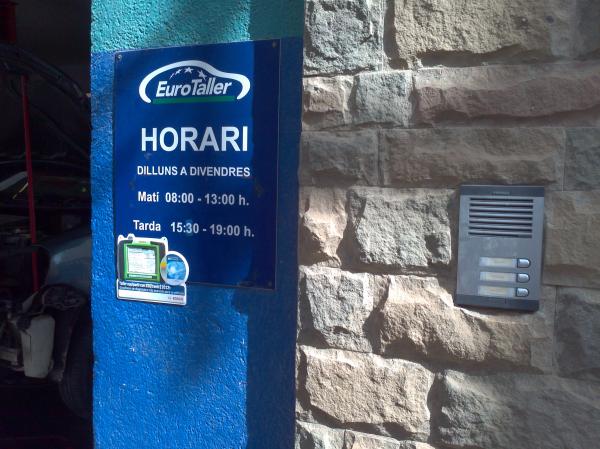 EuroTaller
HORARI
DILLUNS A DIVENDRES
Matí 08:00 - 13:00 h.
Tarda 15:30 - 19:00 h.